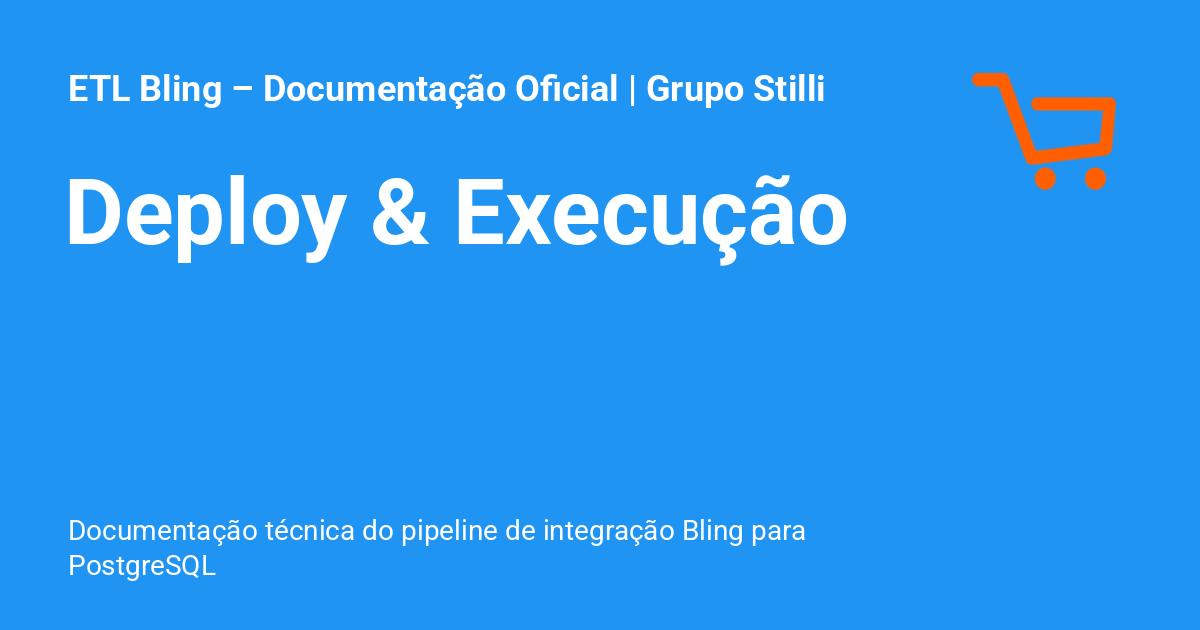 ETL Bling – Documentação Oficial | Grupo Stilli
Deploy & Execução
Documentação técnica do pipeline de integração Bling para
PostgreSQL